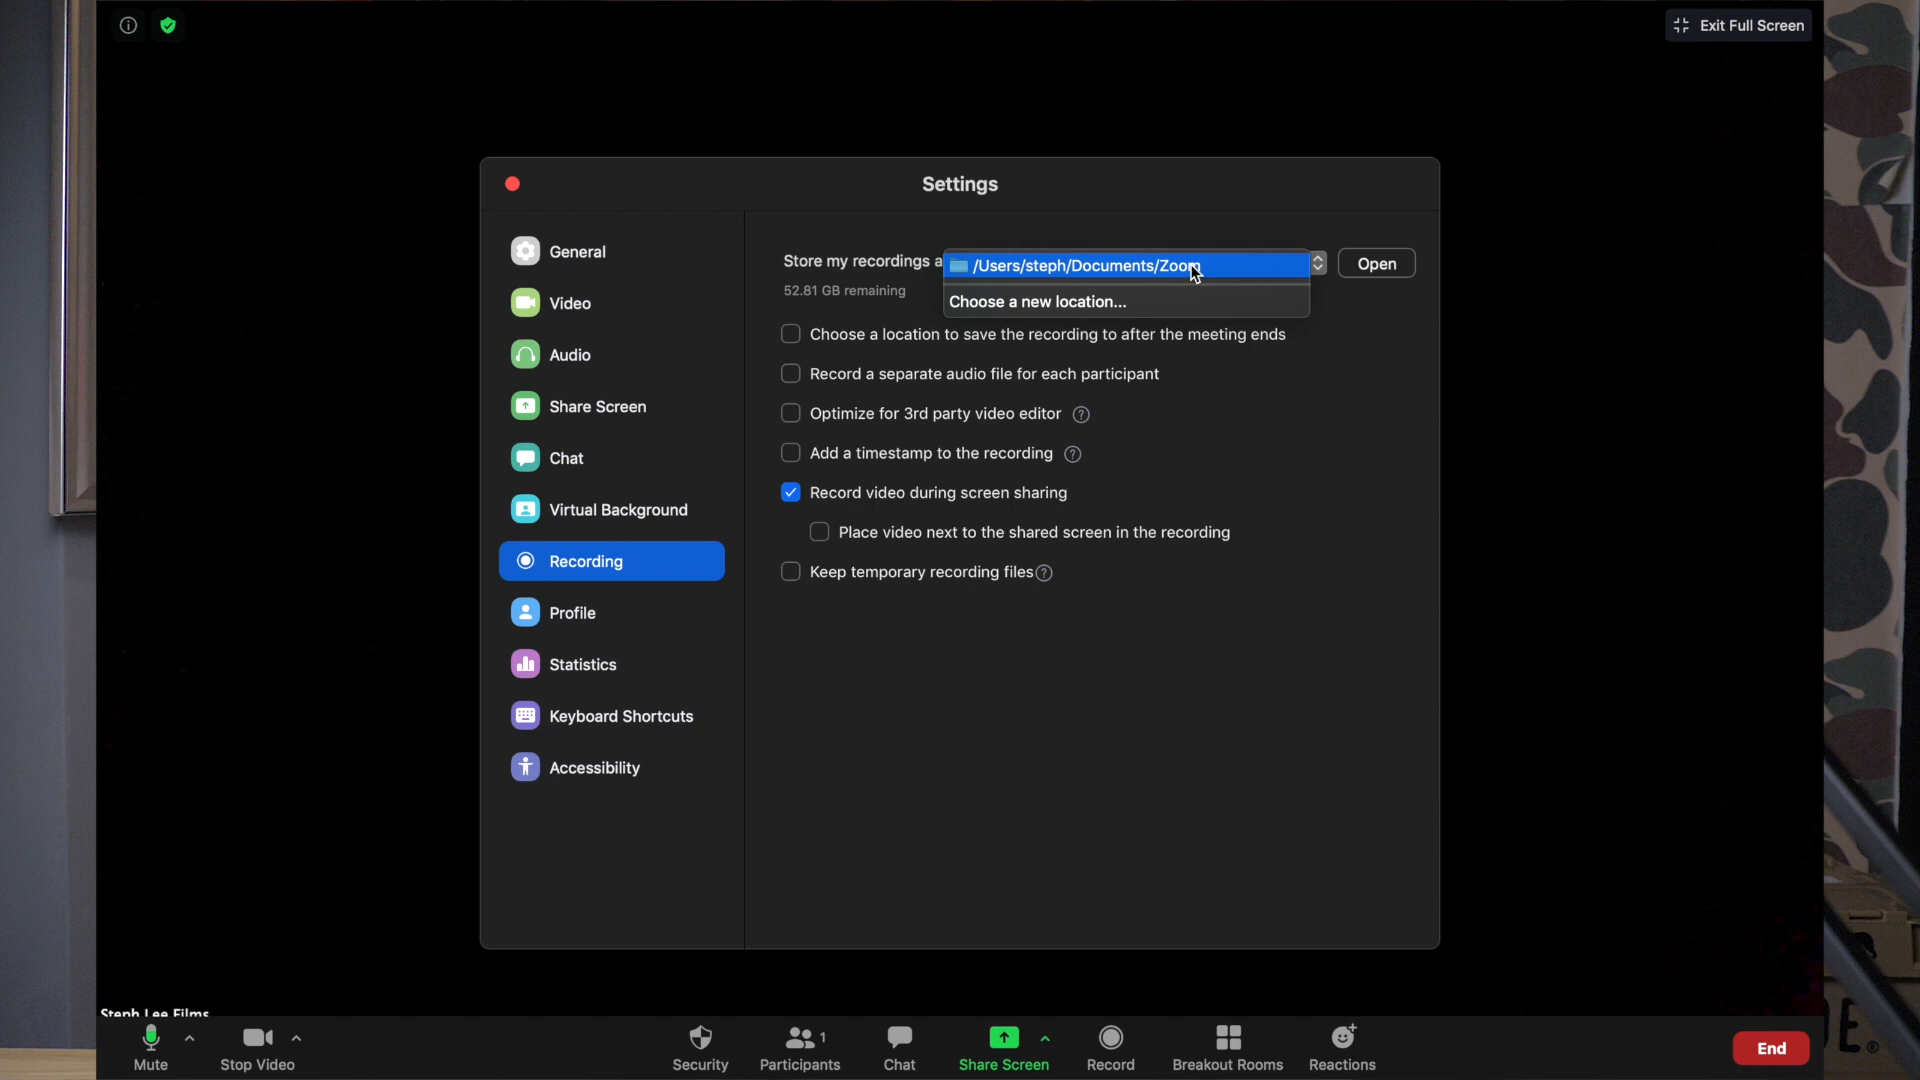 Exit Full Screen
Settings
General
Video
Audio
Share Screen
Chat
Virtual Background
Recording
Profile
Statistics
Keyboard Shortcuts
Accessibility
Store my recordings a
/Users/steph/Documents/Zoom
Open
52.81 GB remaining
Choose a new location...
Choose a location to save the recording to after the meeting ends
Record a separate audio file for each participant
Optimize for 3rd party video editor ?
Add a timestamp to the recording ?
Record video during screen sharing
Place video next to the shared screen in the recording
Keep temporary recording files ?
Steph Lee Films
Mute
Stop Video
Security
Participants 1
Chat
Share Screen
Record
Breakout Rooms
Reactions
End
E.®